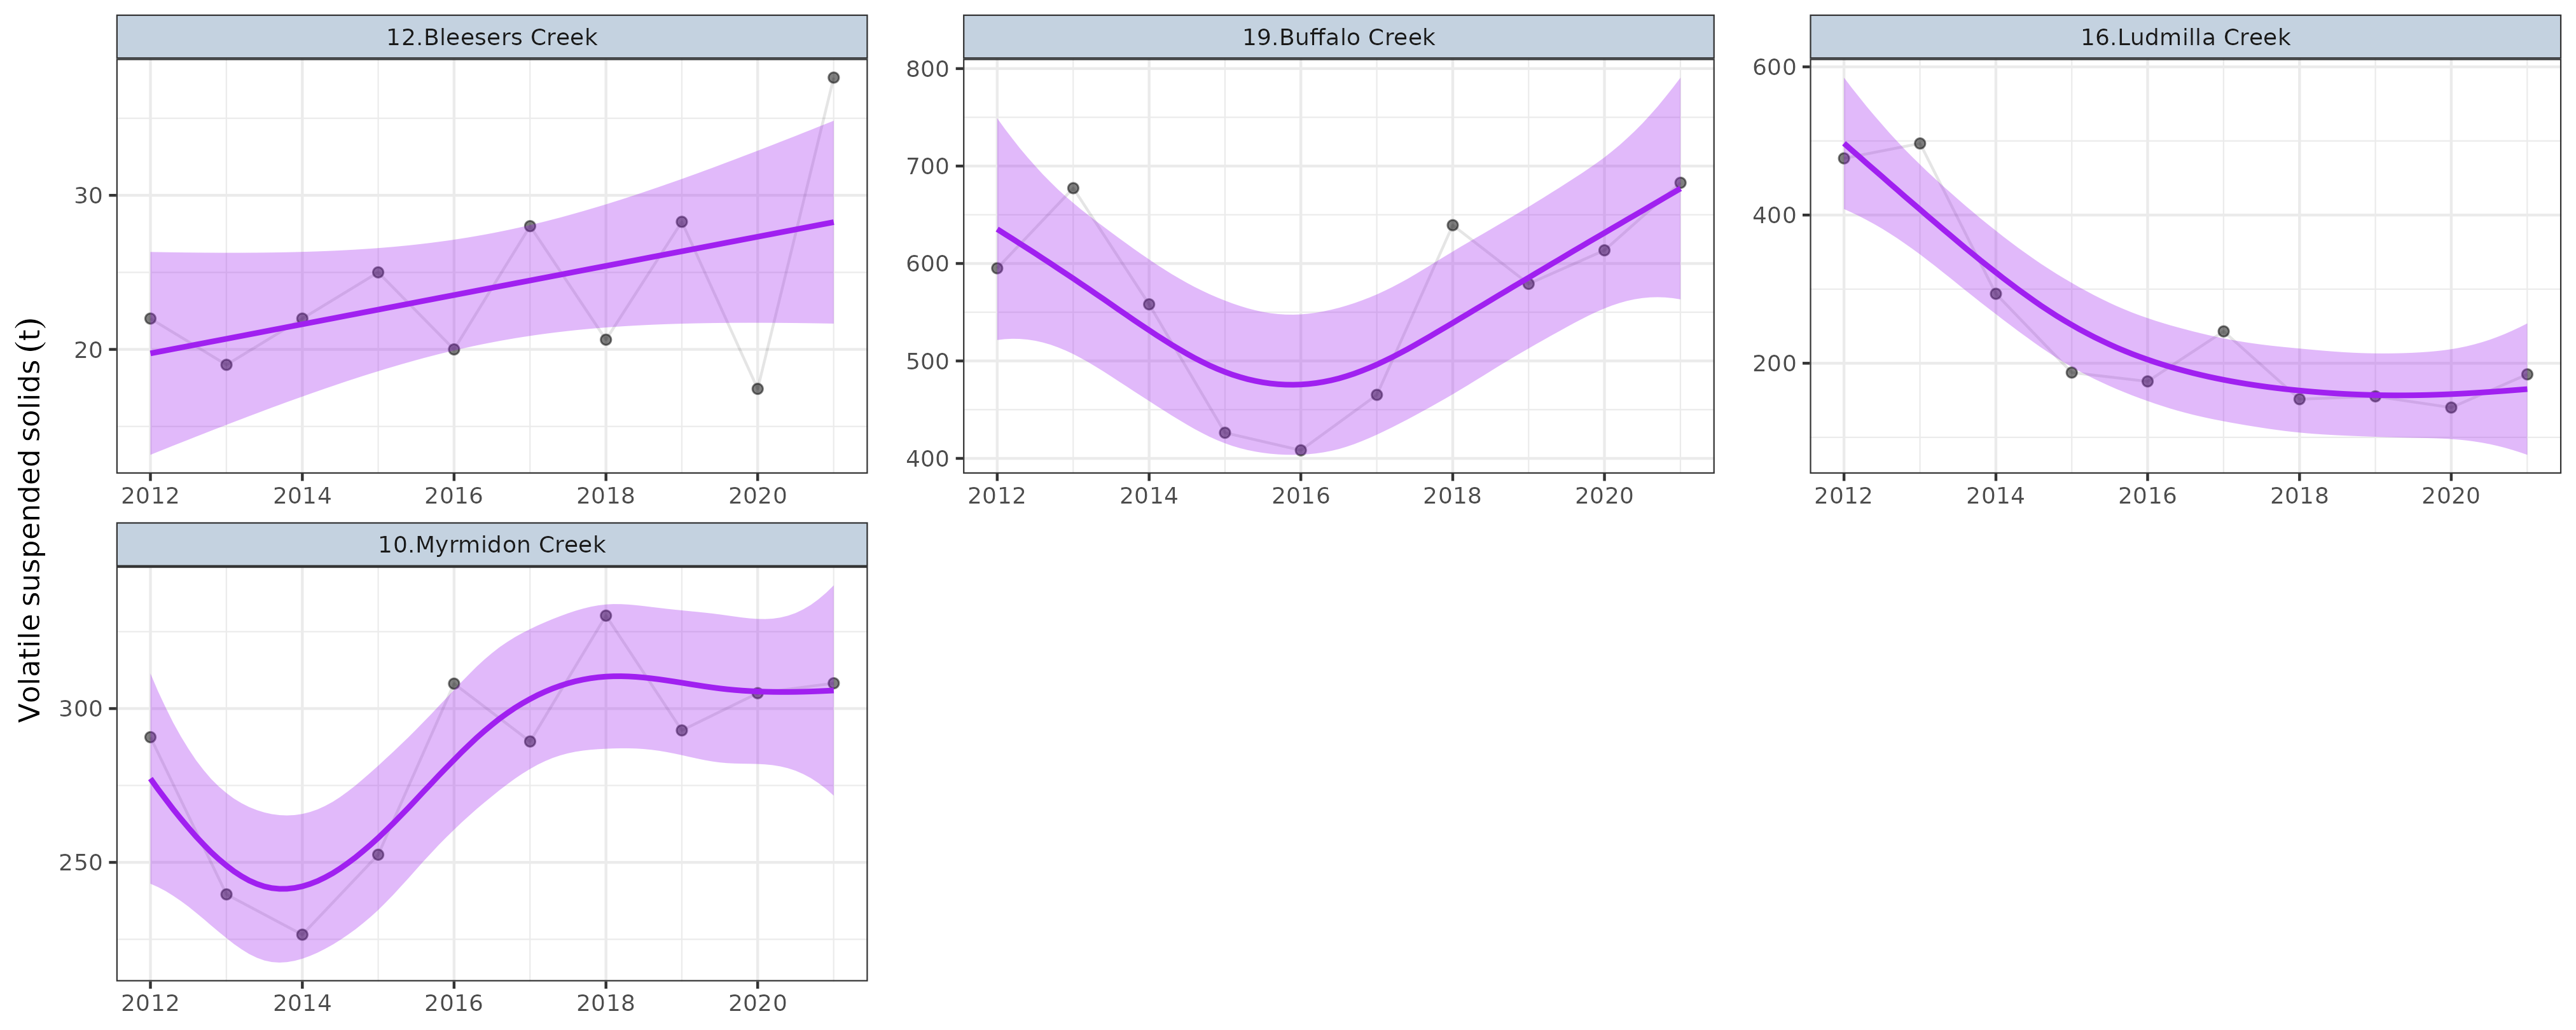 Volatile suspended solids (t)
12.Bleesers Creek
30
20
2012 2014 2016 2018 2020
19.Buffalo Creek
800
700
600
500
400
2012 2014 2016 2018 2020
16.Ludmilla Creek
600
400
200
2012 2014 2016 2018 2020
10.Myrmidon Creek
300
250
2012 2014 2016 2018 2020